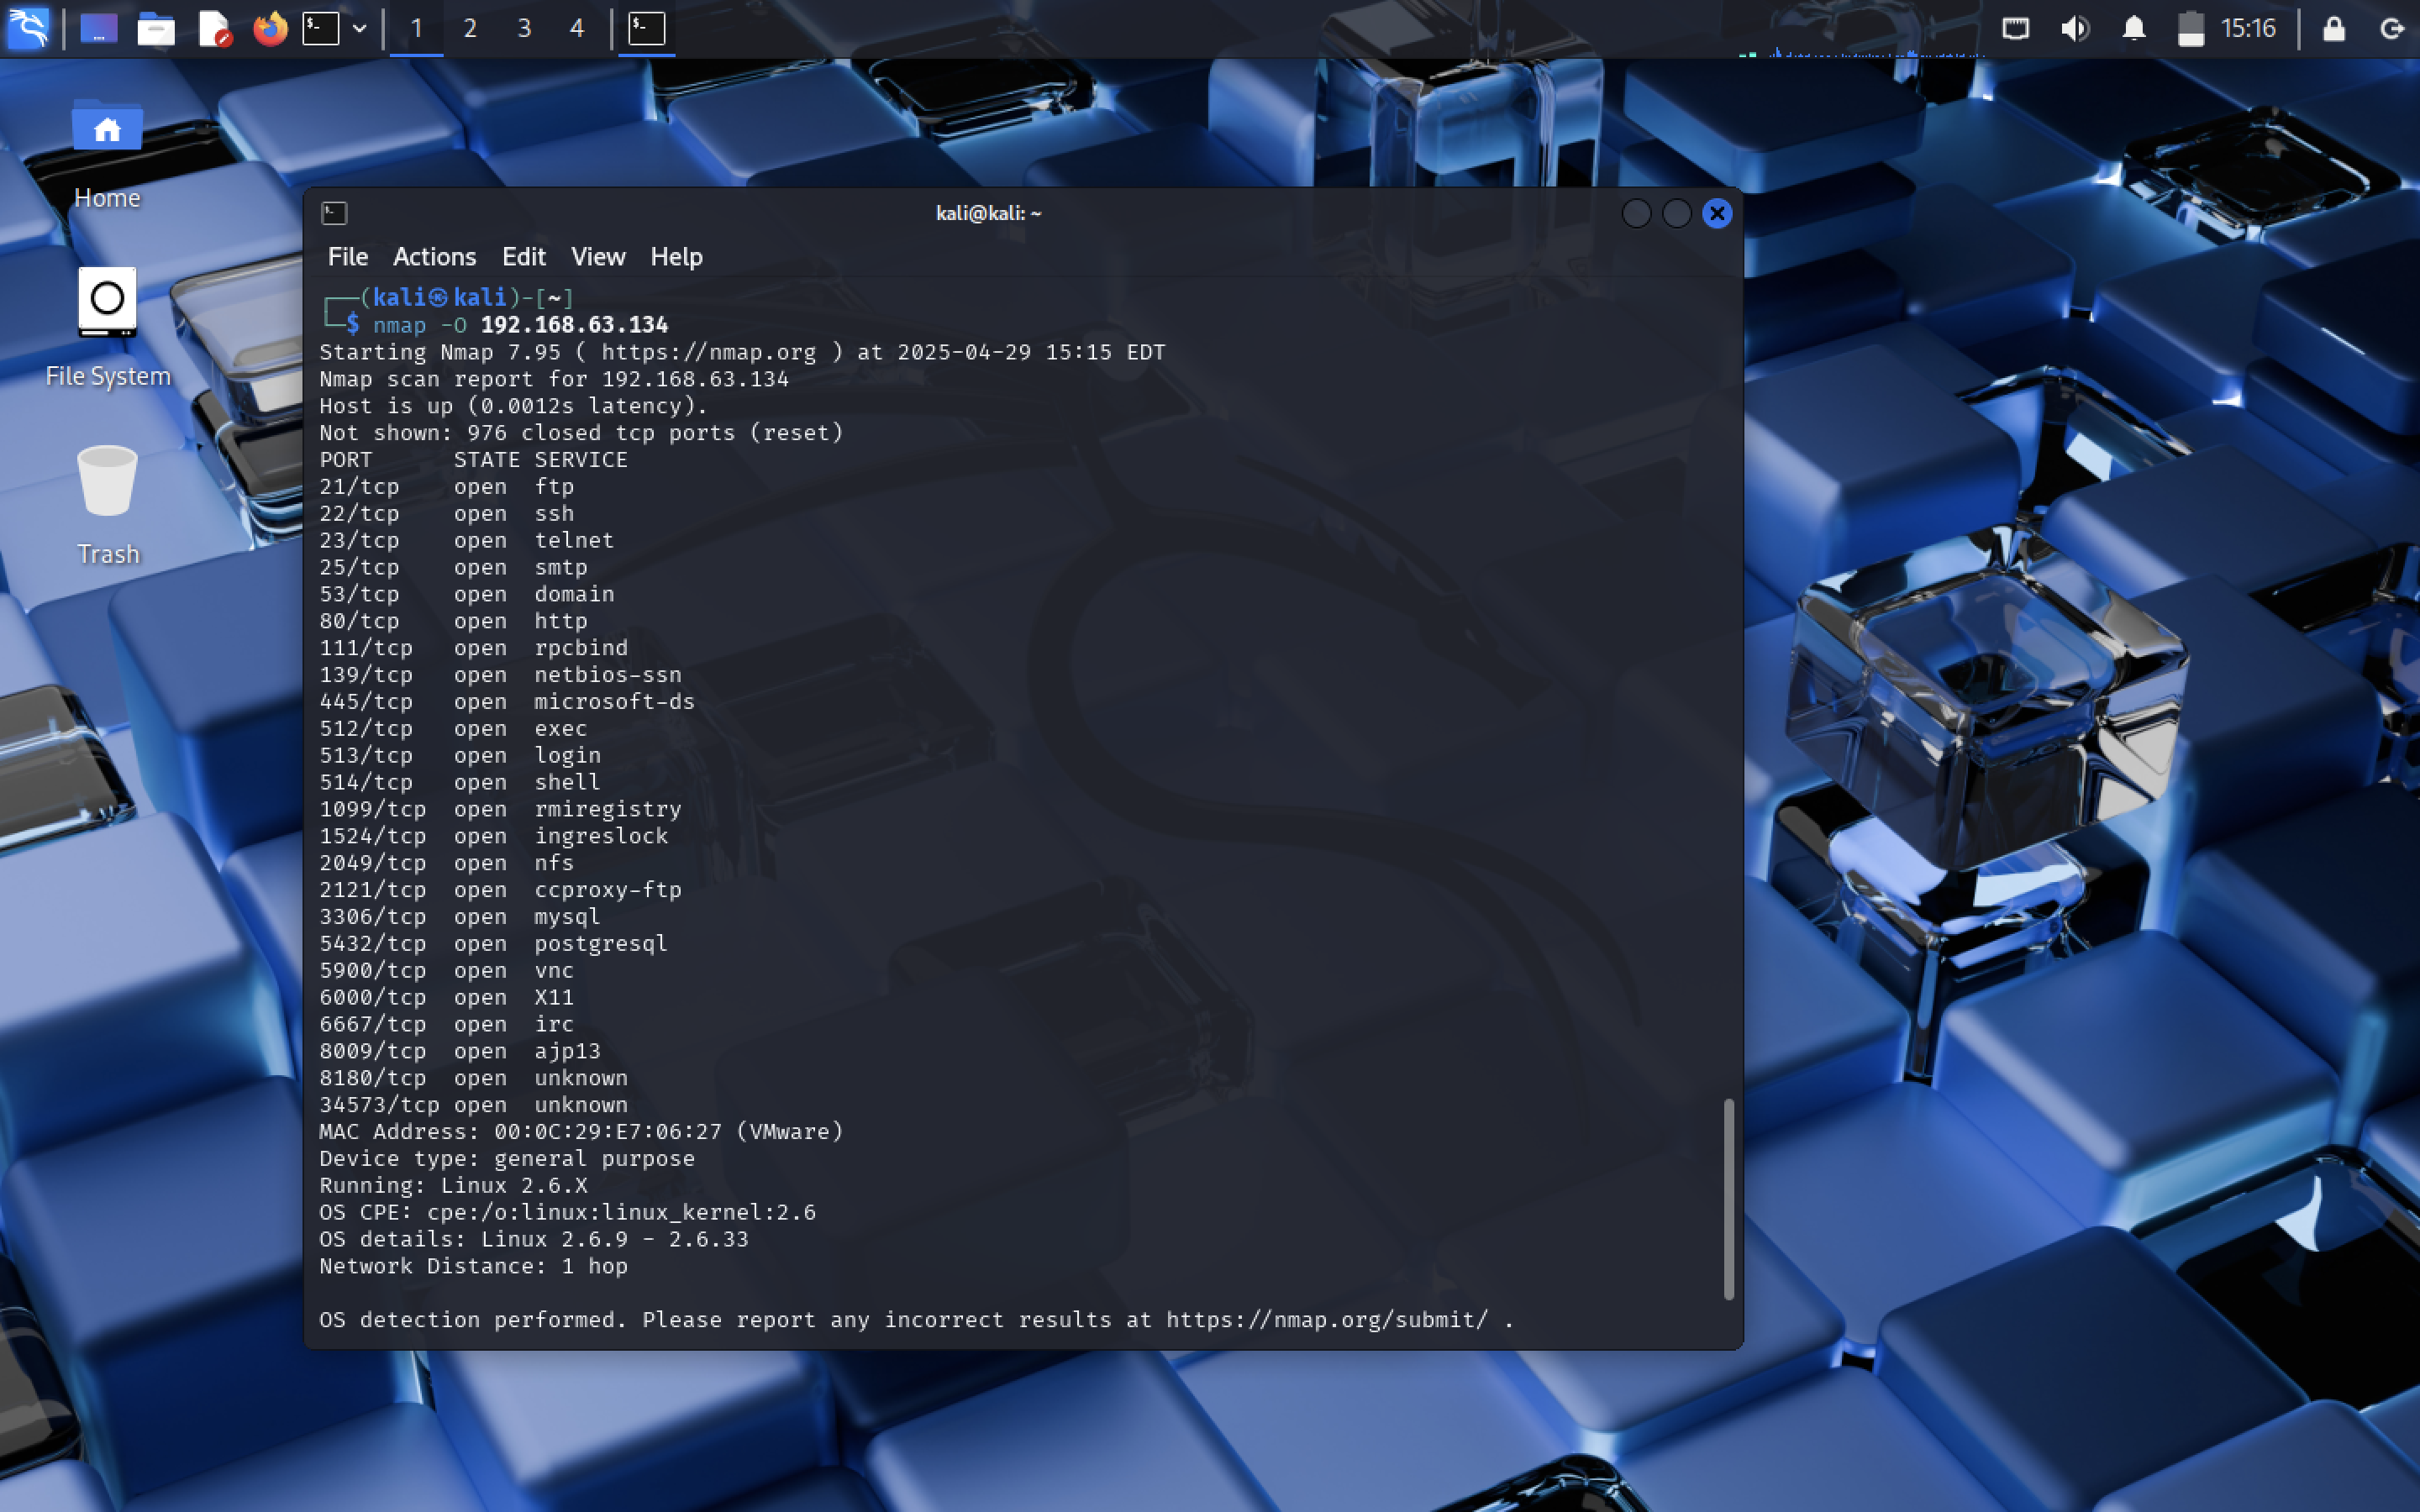 1 2 3 4
15:16
Home
File System
Trash
kali@kali: ~
File Actions Edit View Help
┌──(kali㉿kali)-[~]
└─$ nmap -O 192.168.63.134
Starting Nmap 7.95 ( https://nmap.org ) at 2025-04-29 15:15 EDT
Nmap scan report for 192.168.63.134
Host is up (0.0012s latency).
Not shown: 976 closed tcp ports (reset)
PORT      STATE SERVICE
21/tcp    open  ftp
22/tcp    open  ssh
23/tcp    open  telnet
25/tcp    open  smtp
53/tcp    open  domain
80/tcp    open  http
111/tcp   open  rpcbind
139/tcp   open  netbios-ssn
445/tcp   open  microsoft-ds
512/tcp   open  exec
513/tcp   open  login
514/tcp   open  shell
1099/tcp  open  rmiregistry
1524/tcp  open  ingreslock
2049/tcp  open  nfs
2121/tcp  open  ccproxy-ftp
3306/tcp  open  mysql
5432/tcp  open  postgresql
5900/tcp  open  vnc
6000/tcp  open  X11
6667/tcp  open  irc
8009/tcp  open  ajp13
8180/tcp  open  unknown
34573/tcp open  unknown
MAC Address: 00:0C:29:E7:06:27 (VMware)
Device type: general purpose
Running: Linux 2.6.X
OS CPE: cpe:/o:linux:linux_kernel:2.6
OS details: Linux 2.6.9 - 2.6.33
Network Distance: 1 hop
OS detection performed. Please report any incorrect results at https://nmap.org/submit/ .